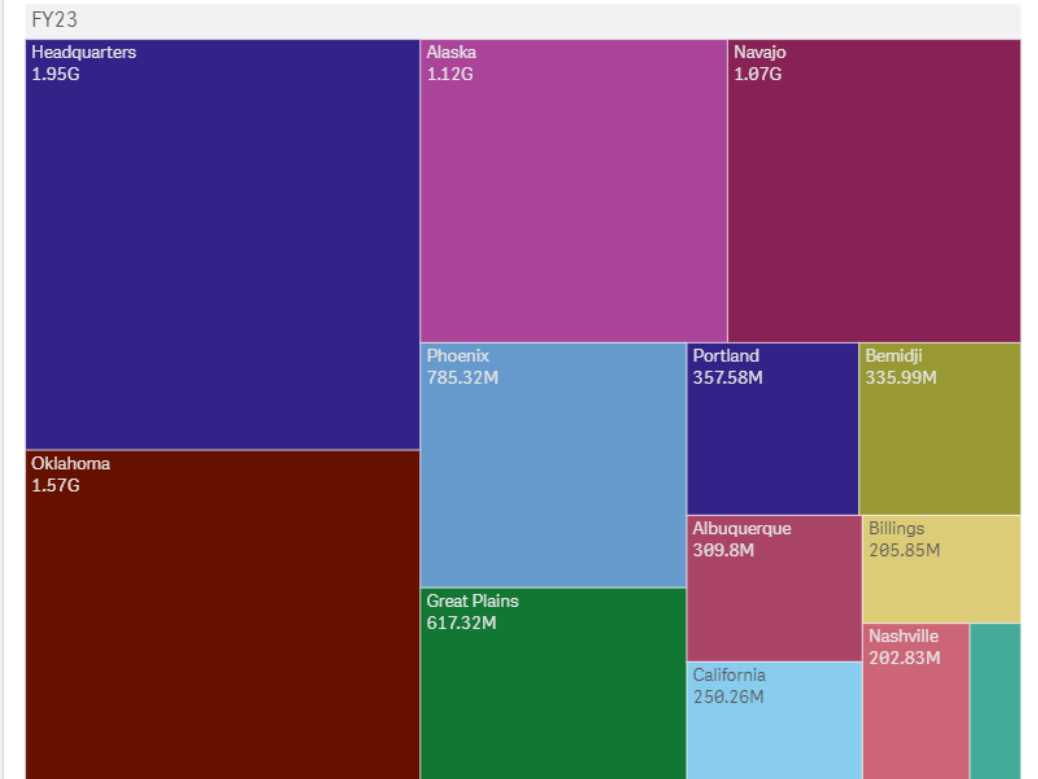 FY23
Headquarters
1.95G
Alaska
1.12G
Navajo
1.07G
Phoenix
785.32M
Portland
357.58M
Bemidji
335.99M
Oklahoma
1.57G
Albuquerque
309.8M
Billings
205.85M
Great Plains
617.32M
Nashville
202.83M
California
250.26M